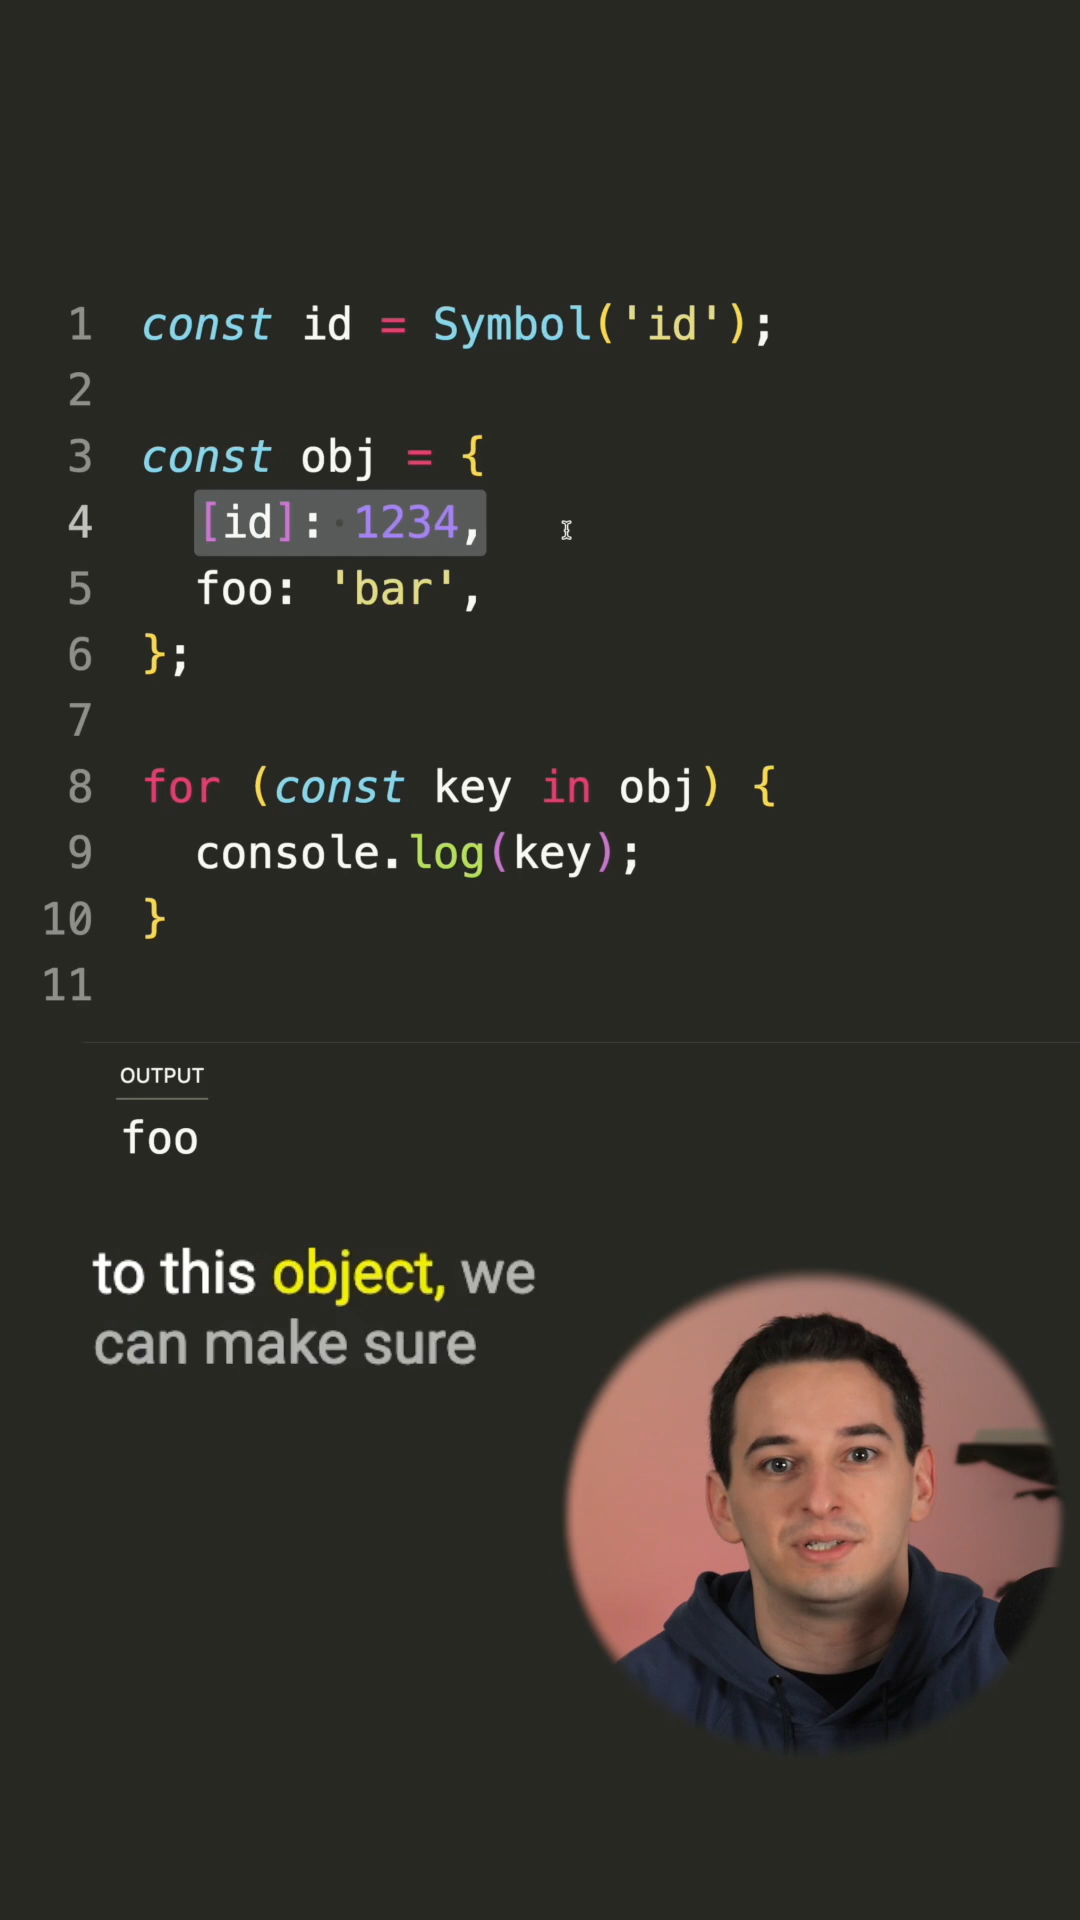 1 const id = Symbol('id');
2
3 const obj = {
4 [id]: 1234,
5 foo: 'bar',
6 };
7
8 for (const key in obj) {
9 console.log(key);
10 }
11
OUTPUT
foo
to this object, we
can make sure